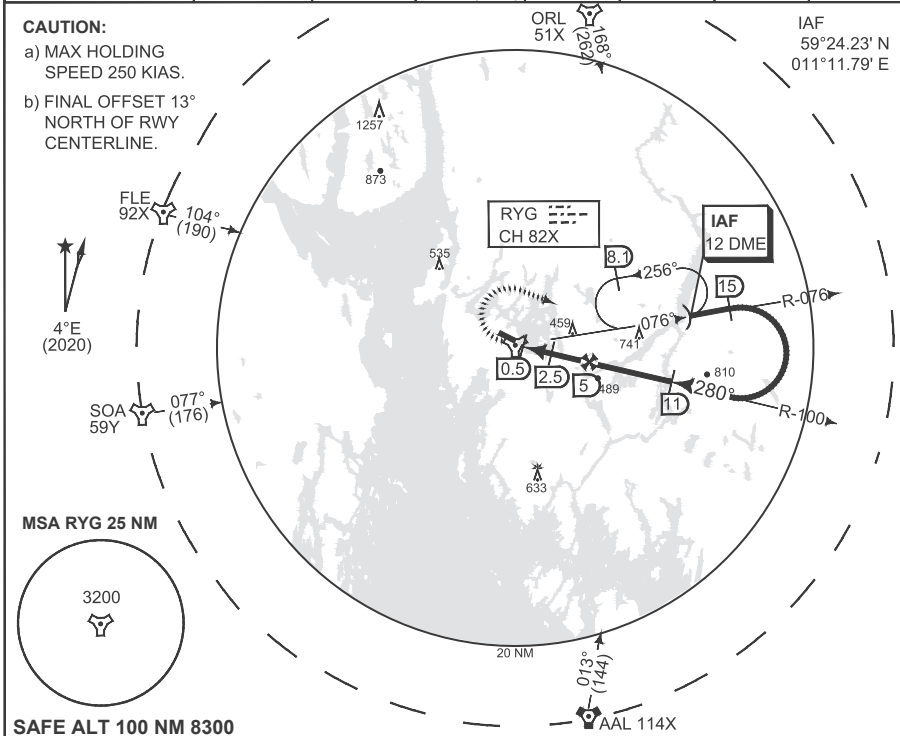 CAUTION:
a) MAX HOLDING
SPEED 250 KIAS.
b) FINAL OFFSET 13°
NORTH OF RWY
CENTERLINE.
ORL
51X
168°
(262)
IAF
59°24.23' N
011°11.79' E
1257
873
FLE
92X
104°
(190)
535
RYG
CH 82X
IAF
12 DME
8.1
256°
15
R-076
4°E
(2020)
459
076°
741
0.5
2.5
5
489
810
11
280°
R-100
SOA
59Y
077°
(176)
633
MSA RYG 25 NM
3200
20 NM
013°
(144)
AAL 114X
SAFE ALT 100 NM 8300